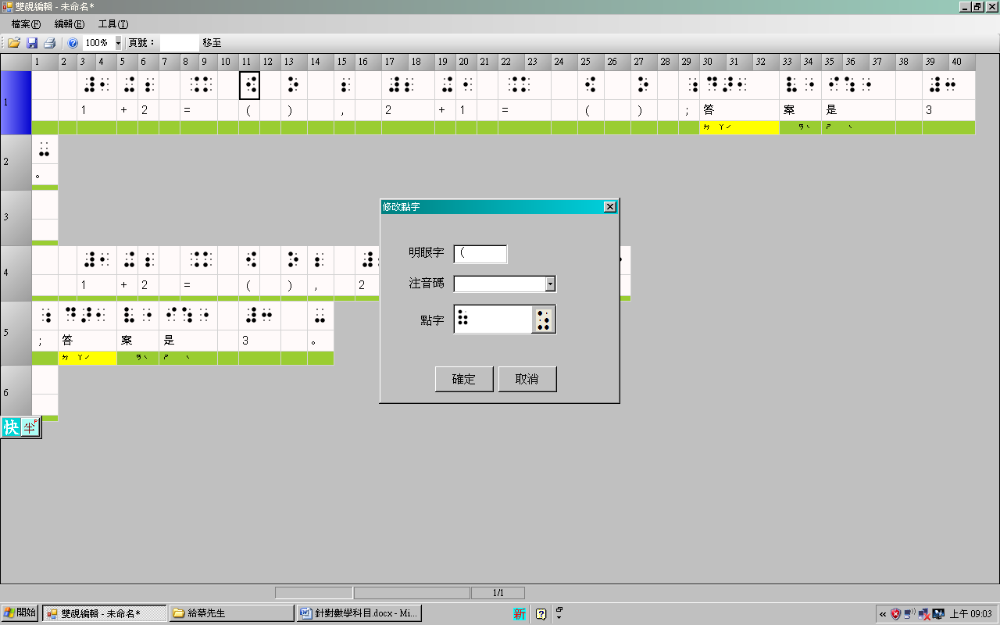 雙視編輯 - 未命名*
檔案(F) 編輯(E) 工具(T)
100% 頁號： 移至
1 2 3 4 5 6 7 8 9 10 11 12 13 14 15 16 17 18 19 20 21 22 23 24 25 26 27 28 29 30 31 32 33 34 35 36 37 38 39 40
1
1 + 2 = ( ) , 2 + 1 = ( ) ; 答 案 是 3
ㄉ ㄚˊ ㄢˋ ㄕ ˋ
2
。
3
修改點字
明眼字 (
注音碼
點字
確定 取消
4
1 + 2 = ( ) , 2
5
; 答 案 是 3 。
ㄉ ㄚˊ ㄢˋ ㄕ ˋ
6
快 半 P
1/1
開始 雙視編輯 - 未命名* 給蔡先生 針對數學科目.docx - Mi... 新 上午 09:03